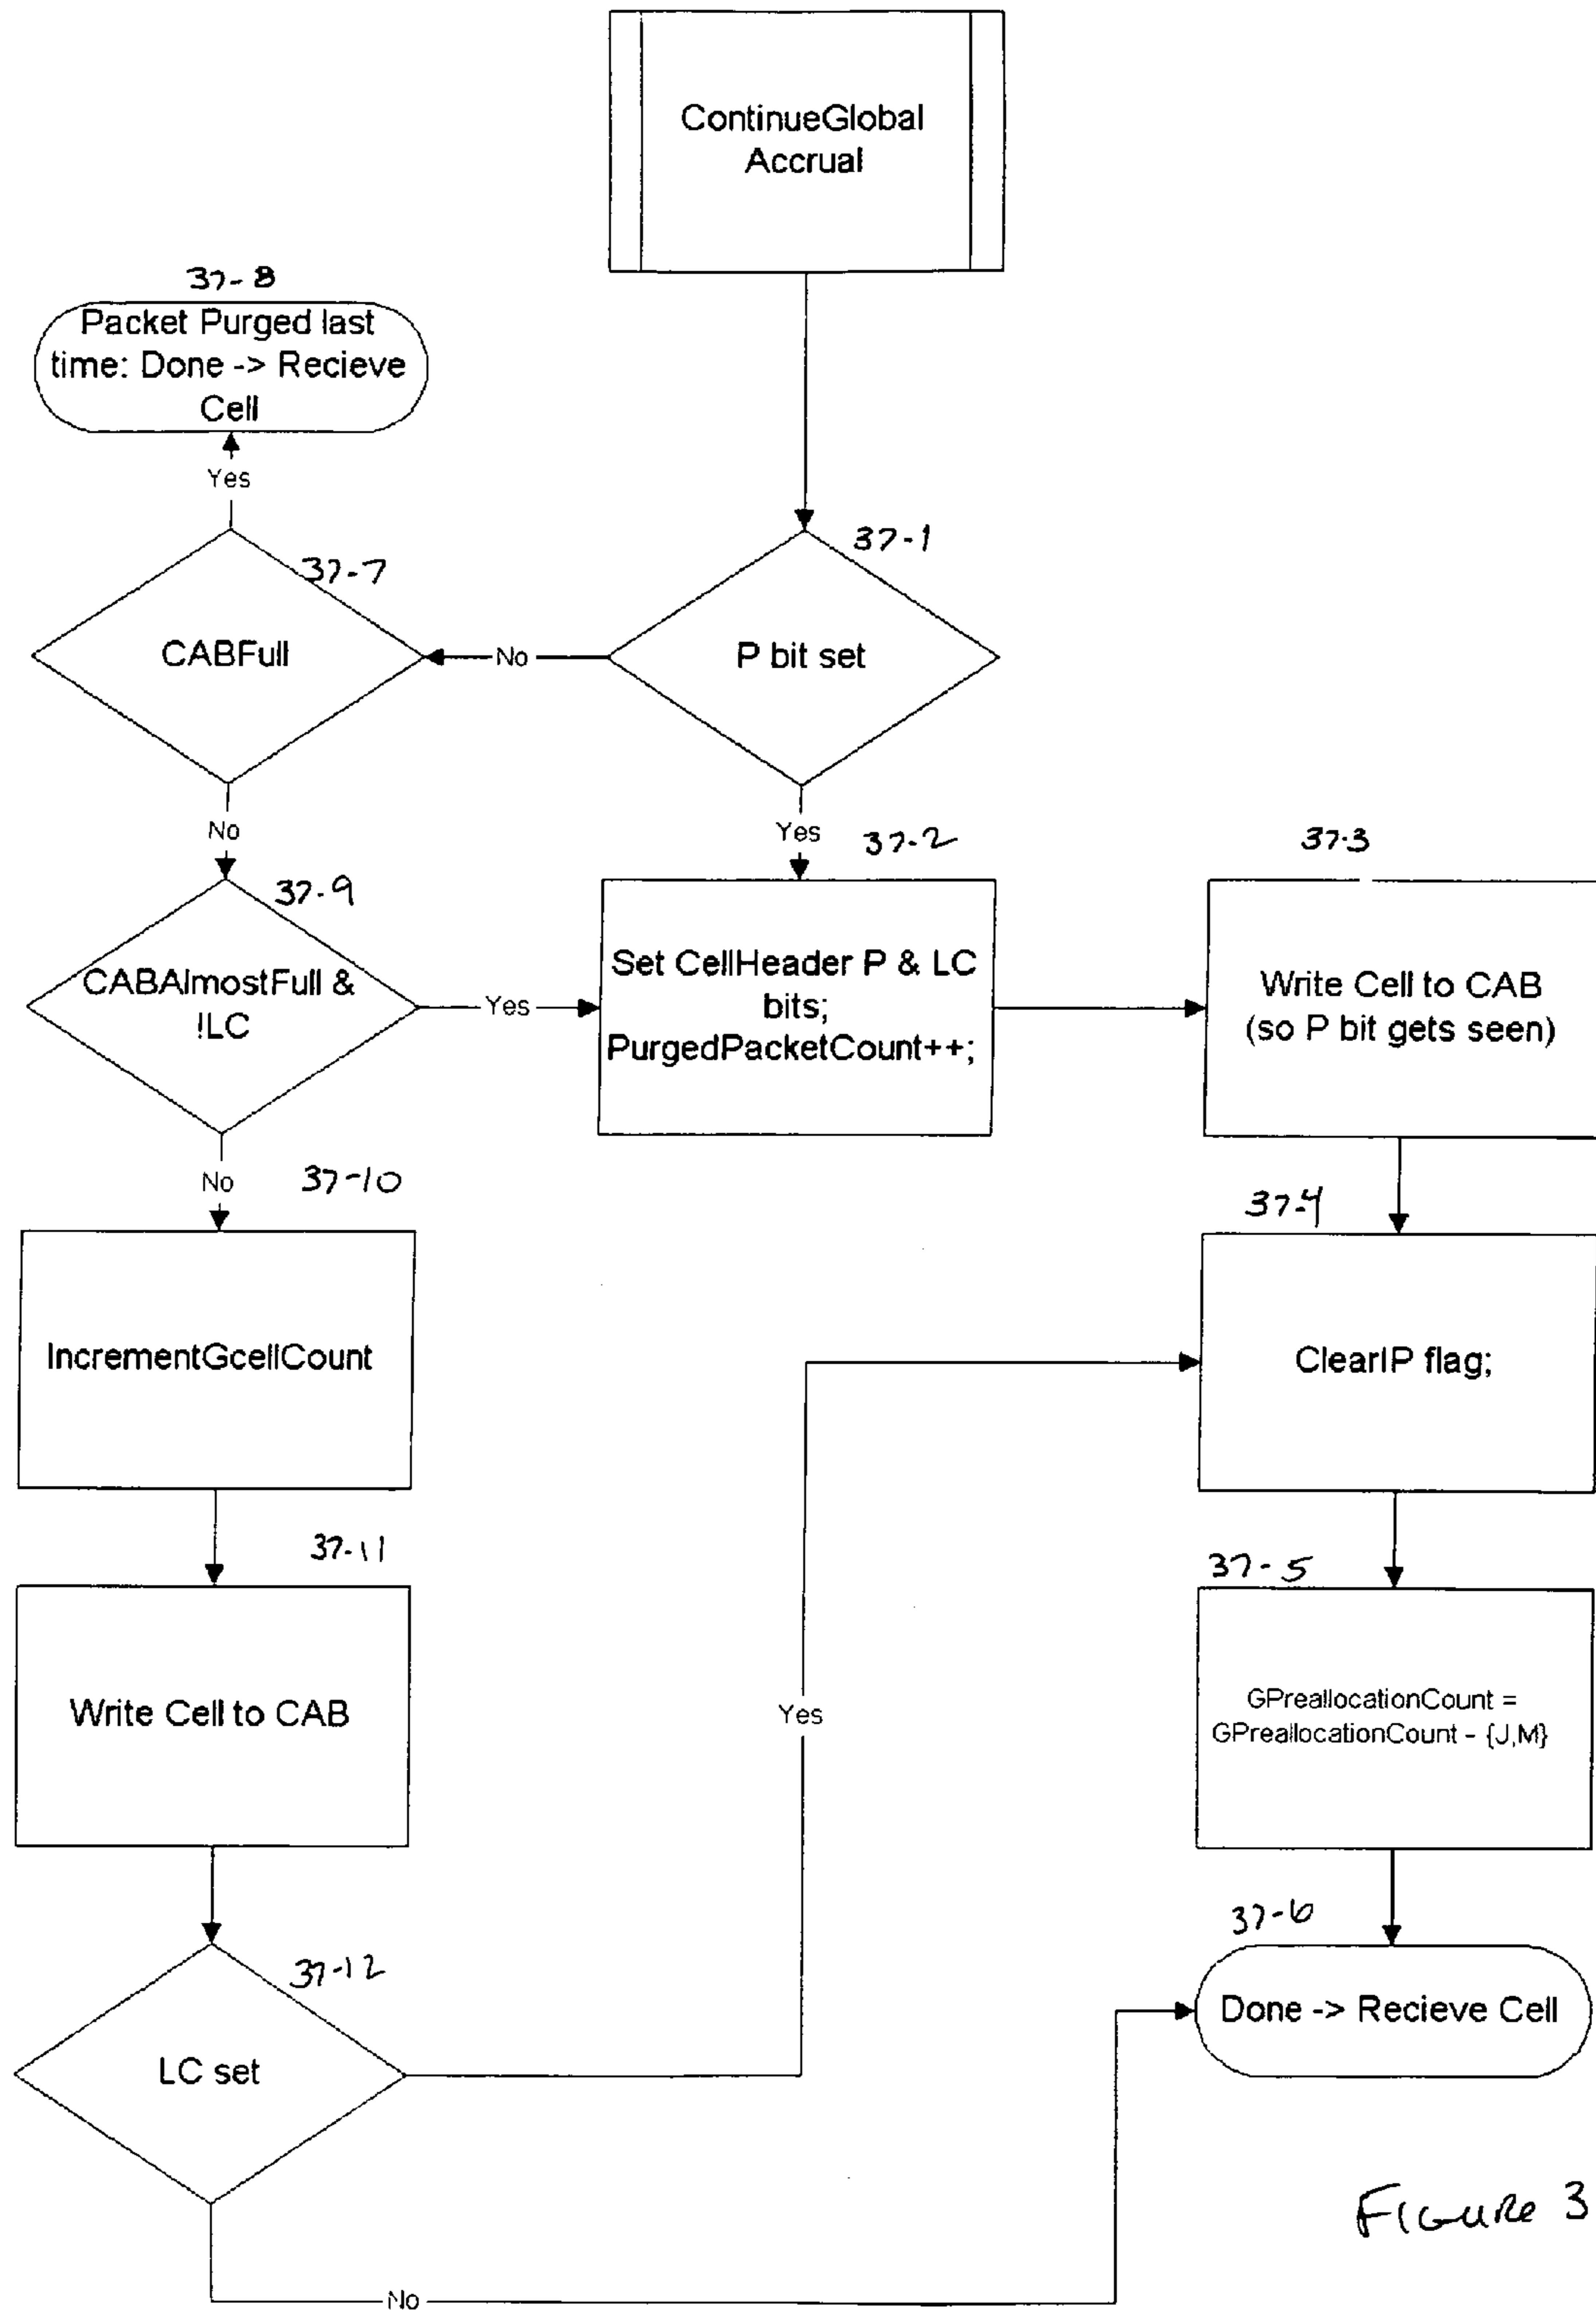 ContinueGlobal
Accrual
37-8
Packet Purged last
time: Done -> Recieve
Cell
Yes
37-1
37-7
CABFull
No
P bit set
No
Yes
37-2
37-3
37-9
CABAlmostFull &
!LC
Yes
Set CellHeader P & LC
bits;
PurgedPacketCount++;
Write Cell to CAB
(so P bit gets seen)
No
37-10
37-4
IncrementGcellCount
ClearIP flag;
37-11
37-5
Write Cell to CAB
Yes
GPreallocationCount =
GPreallocationCount - {J,M}
37-6
37-12
LC set
Done -> Recieve Cell
Figure 3
No